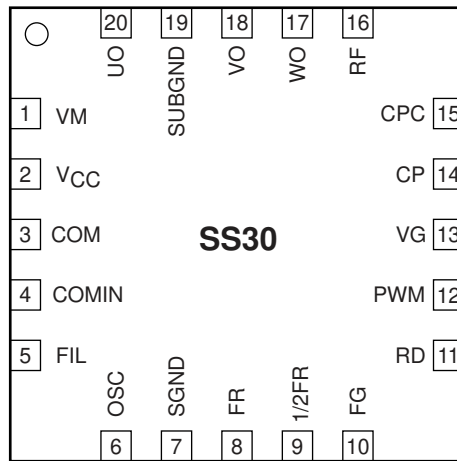 20 19 18 17 16
UO SUBGND VO WO RF
1 VM CPC 15
2 VCC CP 14
3 COM SS30 VG 13
4 COMIN PWM 12
5 FIL RD 11
OSC SGND FR 1/2FR FG
6 7 8 9 10